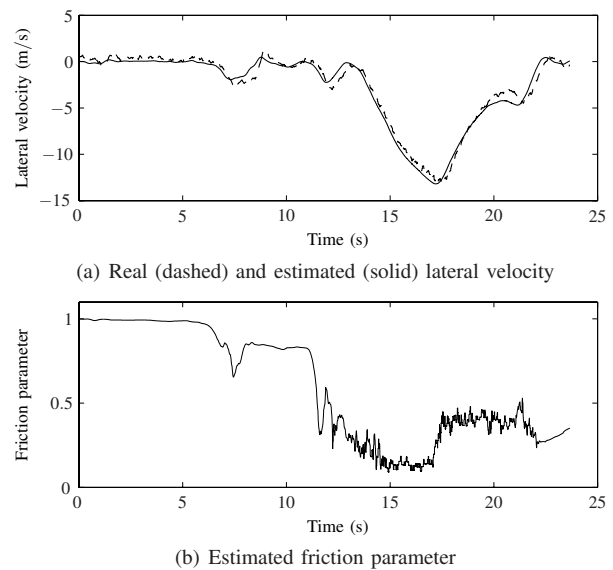 5
0
−5
−10
−15
Lateral velocity (m/s)
0 5 10 15 20 25
Time (s)
(a) Real (dashed) and estimated (solid) lateral velocity
1
0.5
0
Friction parameter
0 5 10 15 20 25
Time (s)
(b) Estimated friction parameter